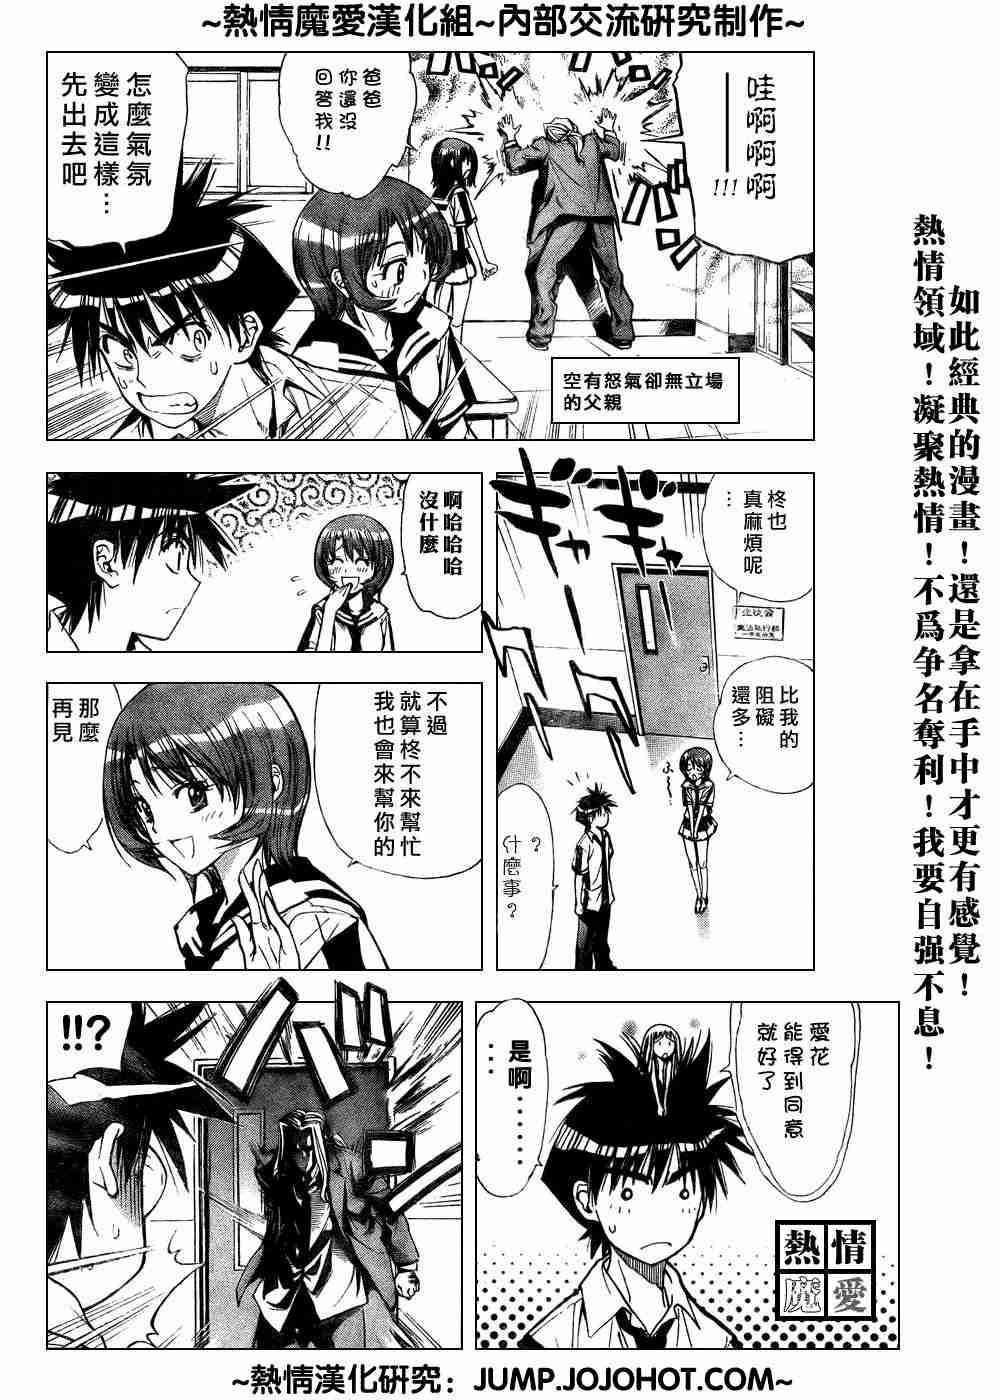 ~熱情魔愛漢化組~內部交流研究制作~
哇啊啊啊
!!!
爸爸
你還沒
回答我!!
怎麼氣氛
變成這樣…
先出去吧
空有怒氣卻無立場
的父親
柊也
真麻煩呢
…
比我的
阻礙
還多…
?
什麼事?
啊哈哈哈
沒什麼
不過
就算柊不來幫忙
我也會來幫你的
那麼
再見
愛花
能得到同意
就好了
是啊……
…
!!?
熱情
魔愛
如此經典的漫畫！還是拿在手中才更有感覺！
熱情領域！凝聚熱情！不爲争名奪利！我要自强不息！
~熱情漢化研究：JUMP.JOJOHOT.COM~